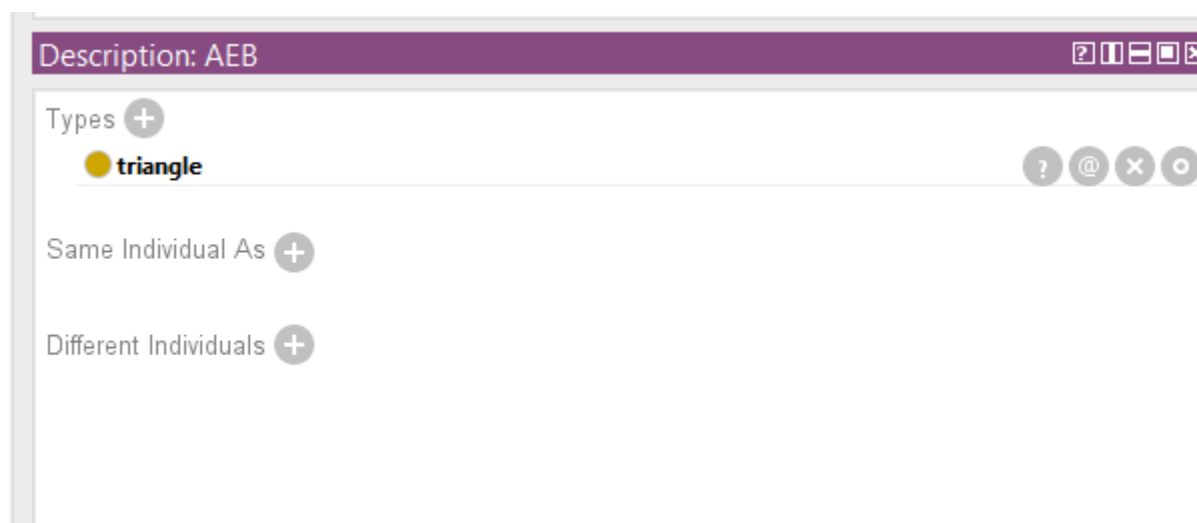 Description: AEB
Types
triangle
Same Individual As
Different Individuals